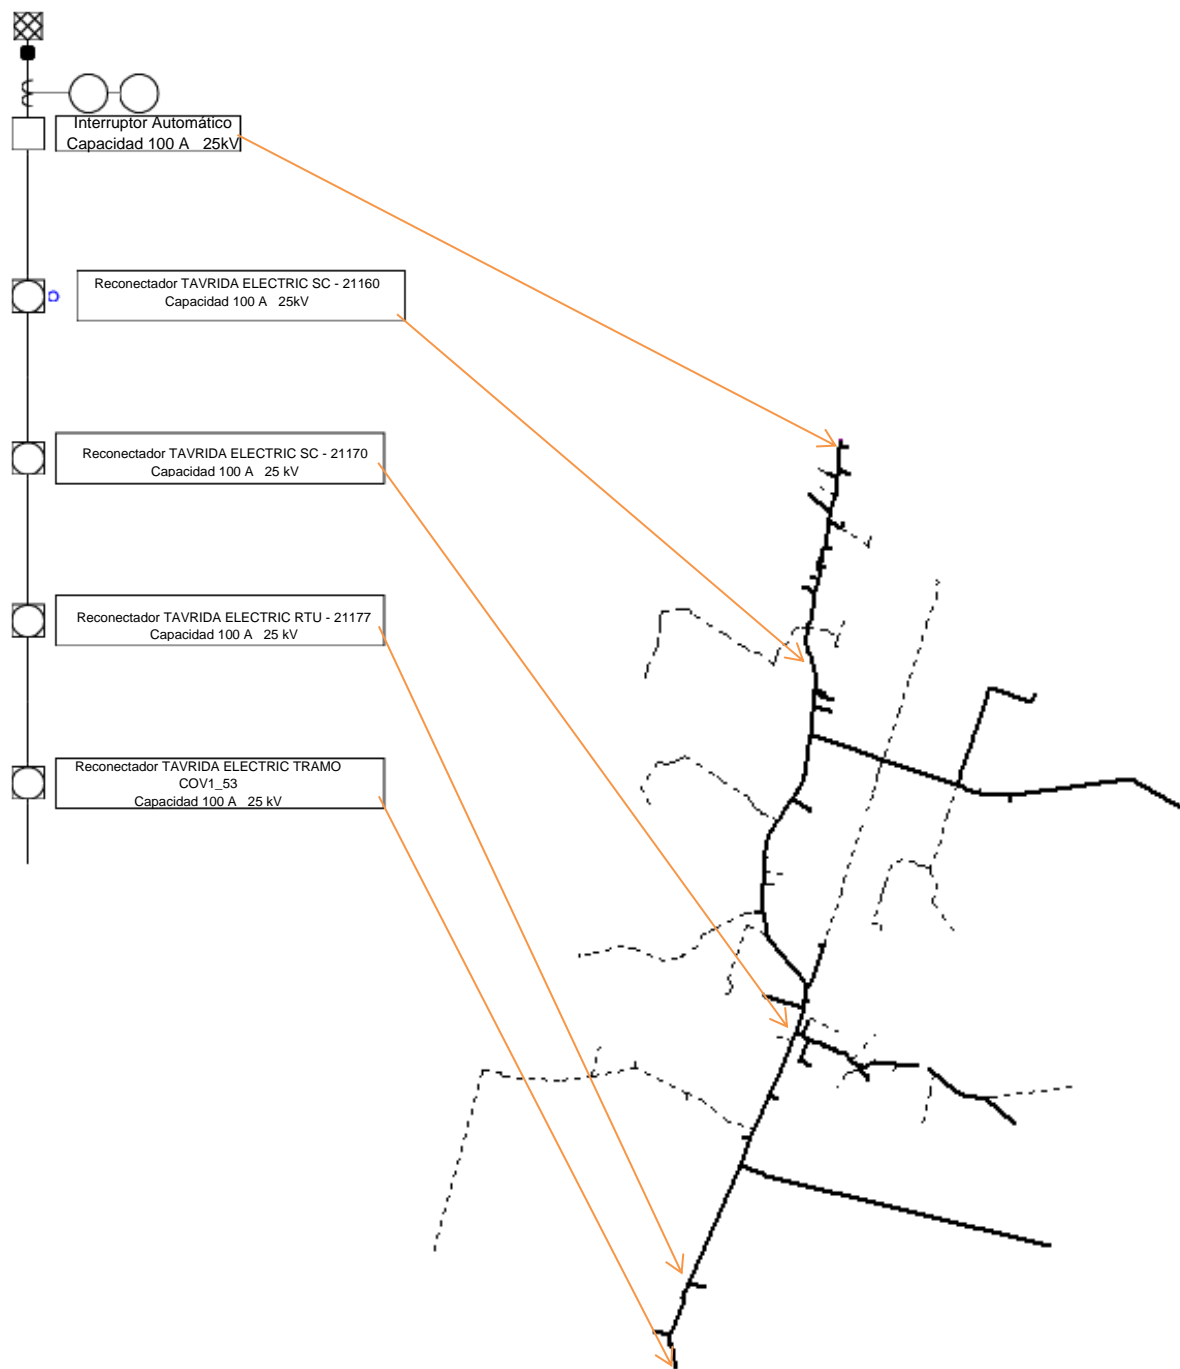 Interruptor Automático
Capacidad 100 A 25kV
Reconectador TAVRIDA ELECTRIC SC - 21160
Capacidad 100 A 25kV
Reconectador TAVRIDA ELECTRIC SC - 21170
Capacidad 100 A 25 kV
Reconectador TAVRIDA ELECTRIC RTU - 21177
Capacidad 100 A 25 kV
Reconectador TAVRIDA ELECTRIC TRAMO
COV1_53
Capacidad 100 A 25 kV